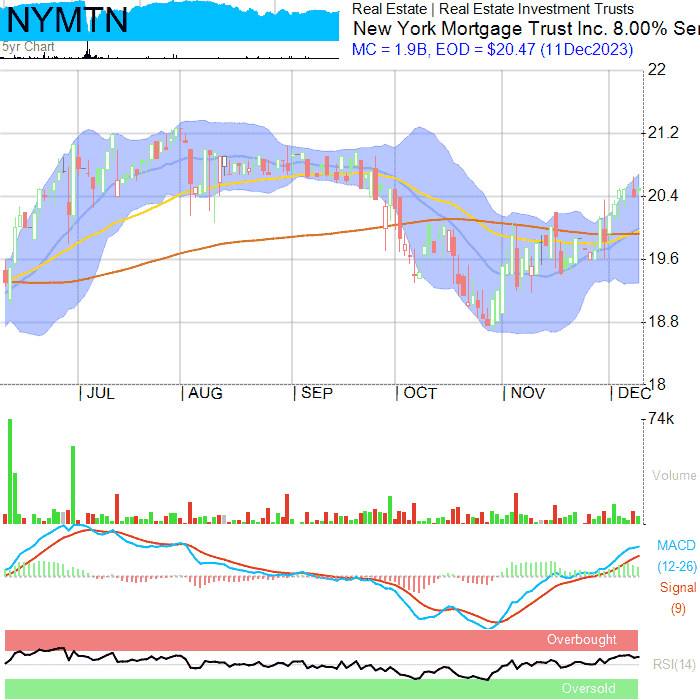 NYMTN
5yr Chart
Real Estate | Real Estate Investment Trusts
New York Mortgage Trust Inc. 8.00% Ser
MC = 1.9B, EOD = $20.47 (11Dec2023)
22
21.2
20.4
19.6
18.8
18
JUL AUG SEP OCT NOV DEC
74k
Volume
MACD
(12-26)
Signal
(9)
Overbought
RSI(14)
Oversold